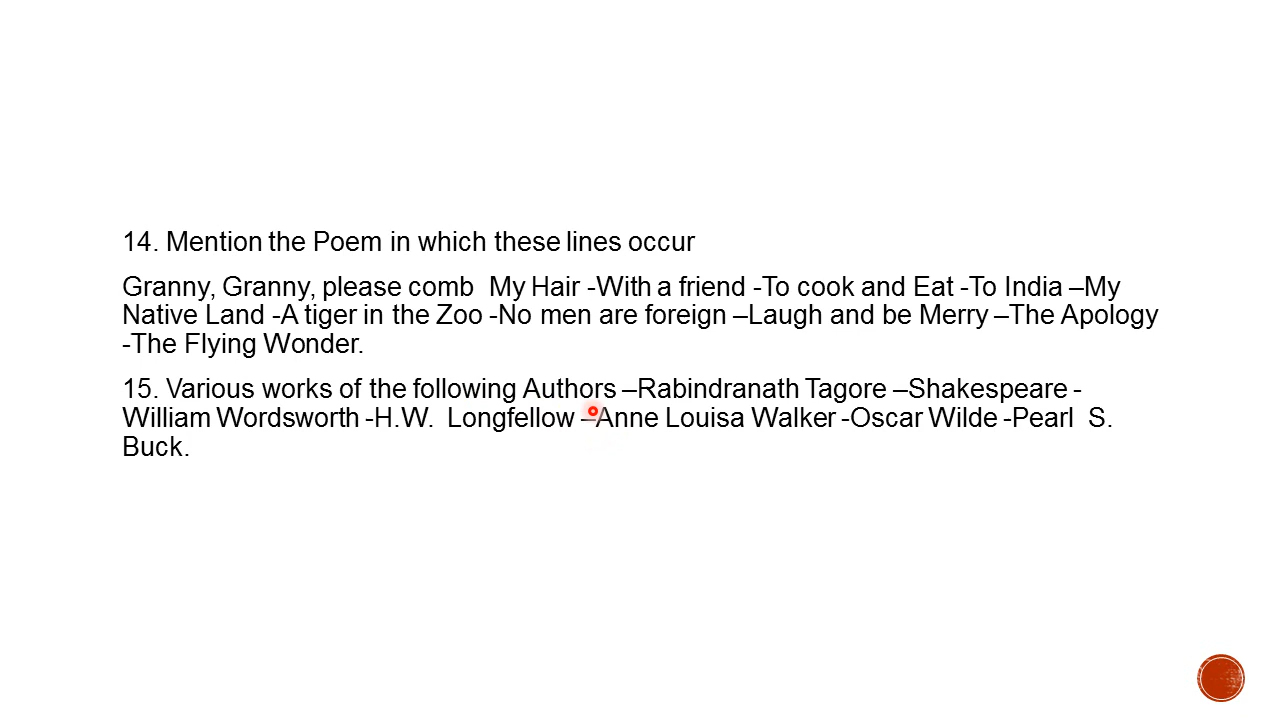 14. Mention the Poem in which these lines occur
Granny, Granny, please comb  My Hair -With a friend -To cook and Eat -To India –My
Native Land -A tiger in the Zoo -No men are foreign –Laugh and be Merry –The Apology
-The Flying Wonder.
15. Various works of the following Authors –Rabindranath Tagore –Shakespeare -
William Wordsworth -H.W.  Longfellow –Anne Louisa Walker -Oscar Wilde -Pearl  S.
Buck.